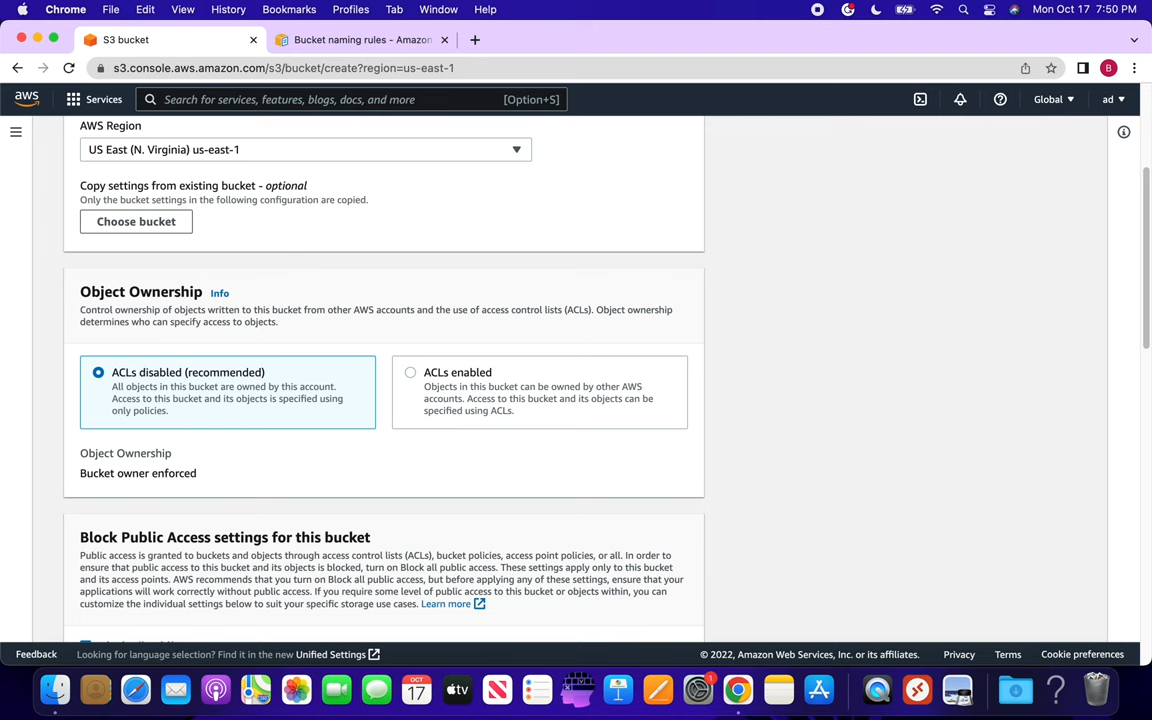 Chrome File Edit View History Bookmarks Profiles Tab Window Help Mon Oct 17 7:50 PM
S3 bucket Bucket naming rules - Amazon
s3.console.aws.amazon.com/s3/bucket/create?region=us-east-1 B
aws Services Search for services, features, blogs, docs, and more [Option+S] Global ad
AWS Region
US East (N. Virginia) us-east-1
Copy settings from existing bucket - optional
Only the bucket settings in the following configuration are copied.
Choose bucket
Object Ownership Info
Control ownership of objects written to this bucket from other AWS accounts and the use of access control lists (ACLs). Object ownership
determines who can specify access to objects.
ACLs disabled (recommended)
All objects in this bucket are owned by this account.
Access to this bucket and its objects is specified using
only policies.
ACLs enabled
Objects in this bucket can be owned by other AWS
accounts. Access to this bucket and its objects can be
specified using ACLs.
Object Ownership
Bucket owner enforced
Block Public Access settings for this bucket
Public access is granted to buckets and objects through access control lists (ACLs), bucket policies, access point policies, or all. In order to
ensure that public access to this bucket and its objects is blocked, turn on Block all public access. These settings apply only to this bucket
and its access points. AWS recommends that you turn on Block all public access, but before applying any of these settings, ensure that your
applications will work correctly without public access. If you require some level of public access to this bucket or objects within, you can
customize the individual settings below to suit your specific storage use cases. Learn more
Feedback Looking for language selection? Find it in the new Unified Settings © 2022, Amazon Web Services, Inc. or its affiliates. Privacy Terms Cookie preferences
OCT
17 tv 1